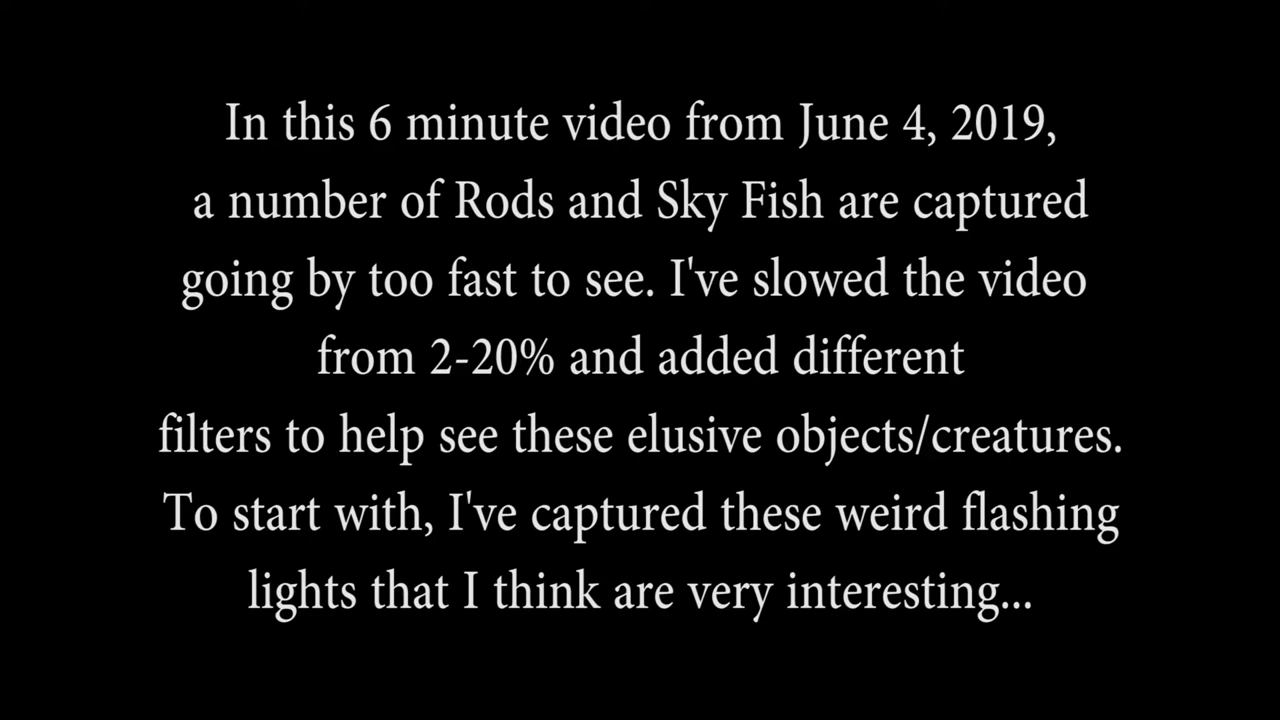 In this 6 minute video from June 4, 2019,
a number of Rods and Sky Fish are captured
going by too fast to see. I've slowed the video
from 2-20% and added different
filters to help see these elusive objects/creatures.
To start with, I've captured these weird flashing
lights that I think are very interesting...